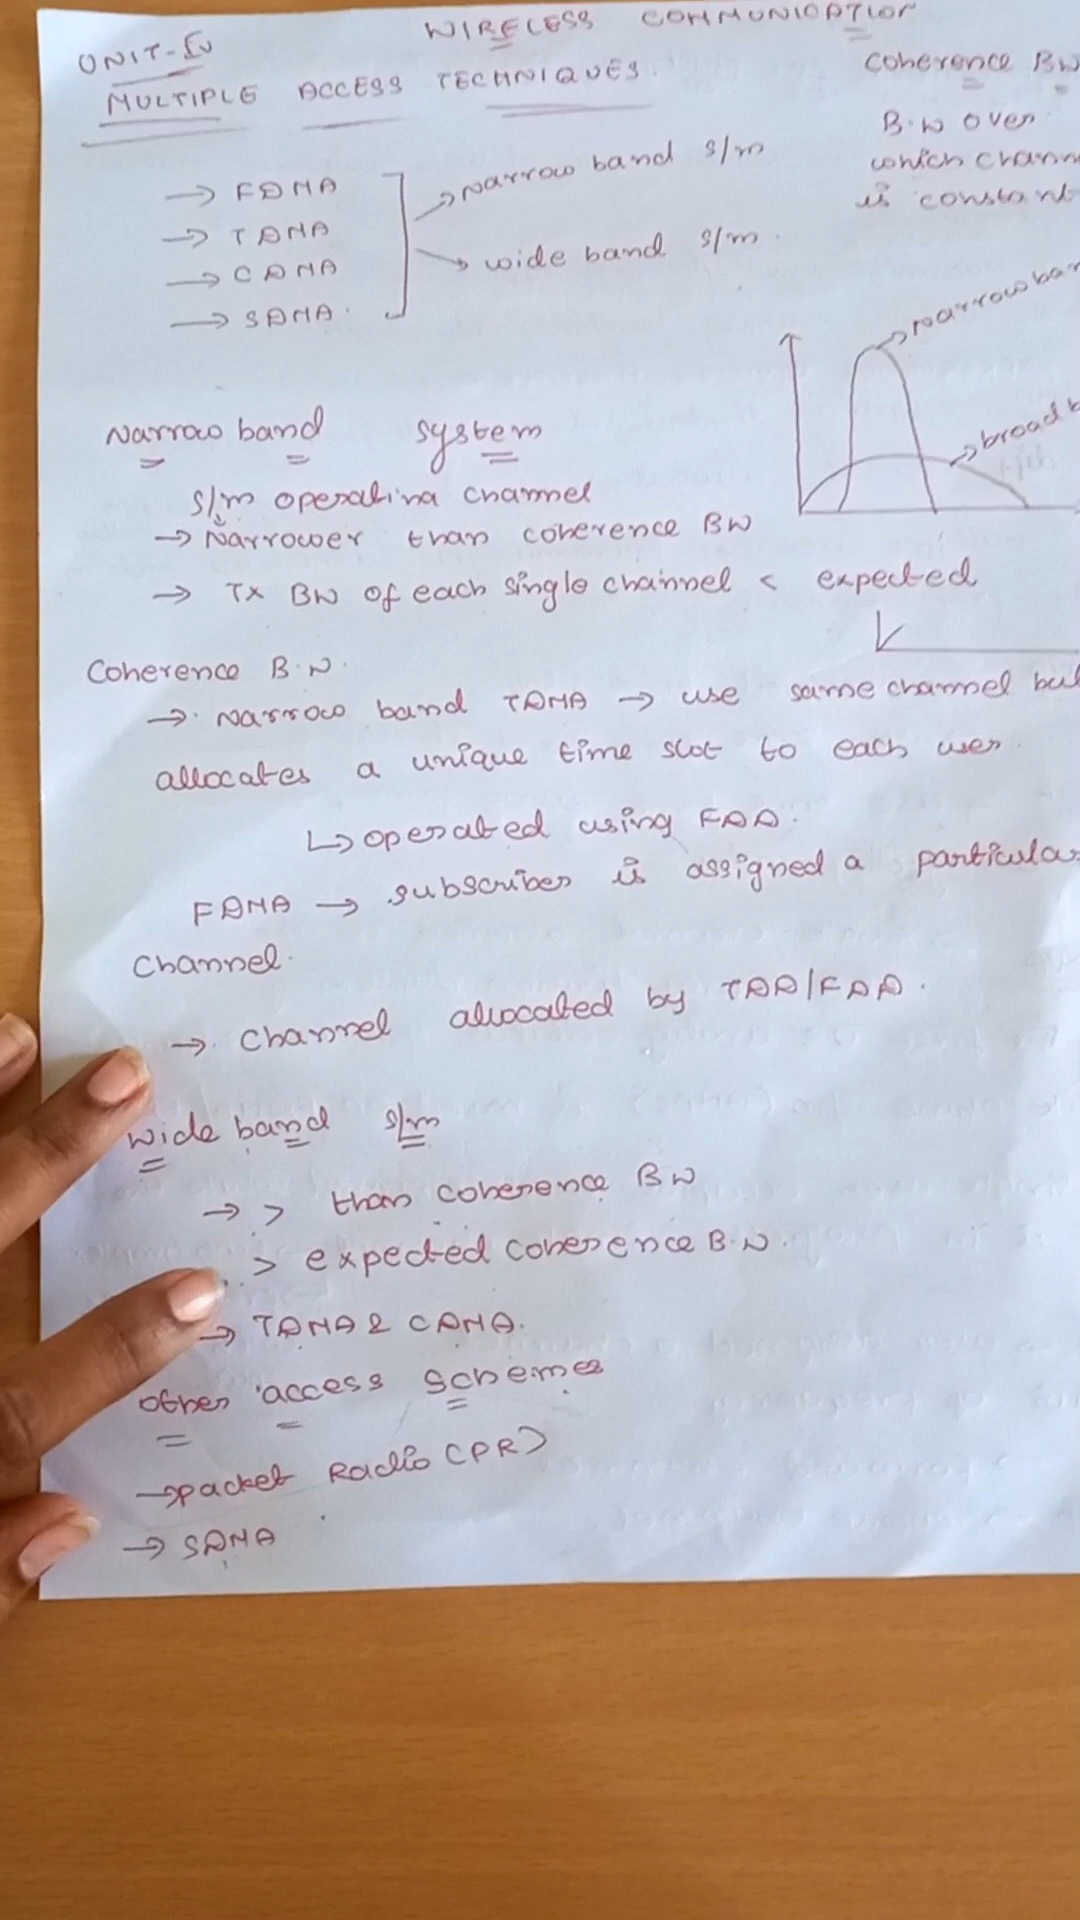 WIRELESS COMMUNICATION
UNIT-IV
MULTIPLE ACCESS TECHNIQUES.
Coherence BW
B.W over
which chann
is constant
→ FDMA
→ TDMA
→ CDMA
→ SDMA.
→ Narrow band s/m
→ wide band s/m.
→ narrow ban
→ broad b
Narrow band system
s/m operating channel
→ Narrower than coherence BW
→ TX BW of each single channel < expected
Coherence B.W.
→ Narrow band TDMA → use same channel but
allocates a unique time slot to each user.
↳ operated using FDD.
FDMA → subscriber is assigned a particular
channel.
→ channel allocated by TDD/FDD.
Wide band s/m
→ > than coherence BW
> expected coherence B.W.
→ TDMA & CDMA.
other access schemes
→ packet Radio (PR)
→ SDMA